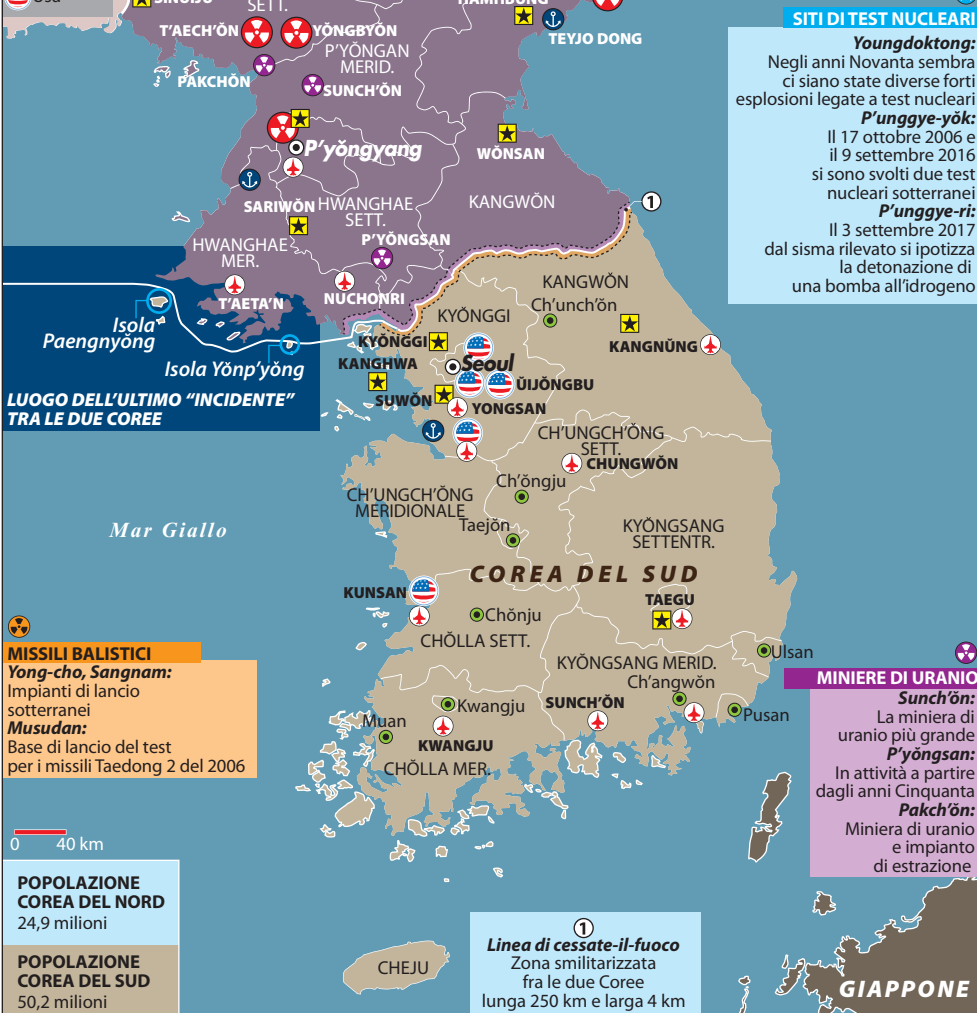 Usa
SINŬIJU
SETT.
HAMHŬNG
T'AECH'ŎN
YŎNGBYŎN
TEYJO DONG
P'YŎNGAN
MERID.
PAKCHŎN
SUNCH'ŎN
P'yŏngyang
WŎNSAN
SARIWŎN
HWANGHAE
SETT.
KANGWŎN
1
HWANGHAE
MER.
P'YŎNGSAN
T'AETA'N
NUCHONRI
SITI DI TEST NUCLEARI
Youngdoktong:
Negli anni Novanta sembra
ci siano state diverse forti
esplosioni legate a test nucleari
P'unggye-yŏk:
Il 17 ottobre 2006 e
il 9 settembre 2016
si sono svolti due test
nucleari sotterranei
P'unggye-ri:
Il 3 settembre 2017
dal sisma rilevato si ipotizza
la detonazione di
una bomba all'idrogeno
Isola
Paengnyŏng
Isola Yŏnp'yŏng
LUOGO DELL'ULTIMO “INCIDENTE”
TRA LE DUE COREE
KANGWŎN
Ch'unch'ŏn
KYŎNGGI
KYŎNGGI
KANGNŬNG
KANGHWA
Seoul
ŬIJŎNGBU
SUWŎN
YONGSAN
CH'UNGCH'ŎNG
SETT.
CHUNGWŎN
Ch'ŏngju
CH'UNGCH'ŎNG
MERIDIONALE
Taejŏn
KYŎNGSANG
SETTENTR.
Mar Giallo
COREA DEL SUD
KUNSAN
TAEGU
Chŏnju
CHŎLLA SETT.
Ulsan
KYŎNGSANG MERID.
Ch'angwŏn
Kwangju
SUNCH'ŎN
Pusan
Muan
KWANGJU
CHŎLLA MER.
MISSILI BALISTICI
Yong-cho, Sangnam:
Impianti di lancio
sotterranei
Musudan:
Base di lancio del test
per i missili Taedong 2 del 2006
MINIERE DI URANIO
Sunch'ŏn:
La miniera di
uranio più grande
P'yŏngsan:
In attività a partire
dagli anni Cinquanta
Pakch'ŏn:
Miniera di uranio
e impianto
di estrazione
0 40 km
POPOLAZIONE
COREA DEL NORD
24,9 milioni
POPOLAZIONE
COREA DEL SUD
50,2 milioni
CHEJU
1
Linea di cessate-il-fuoco
Zona smilitarizzata
fra le due Coree
lunga 250 km e larga 4 km
GIAPPONE